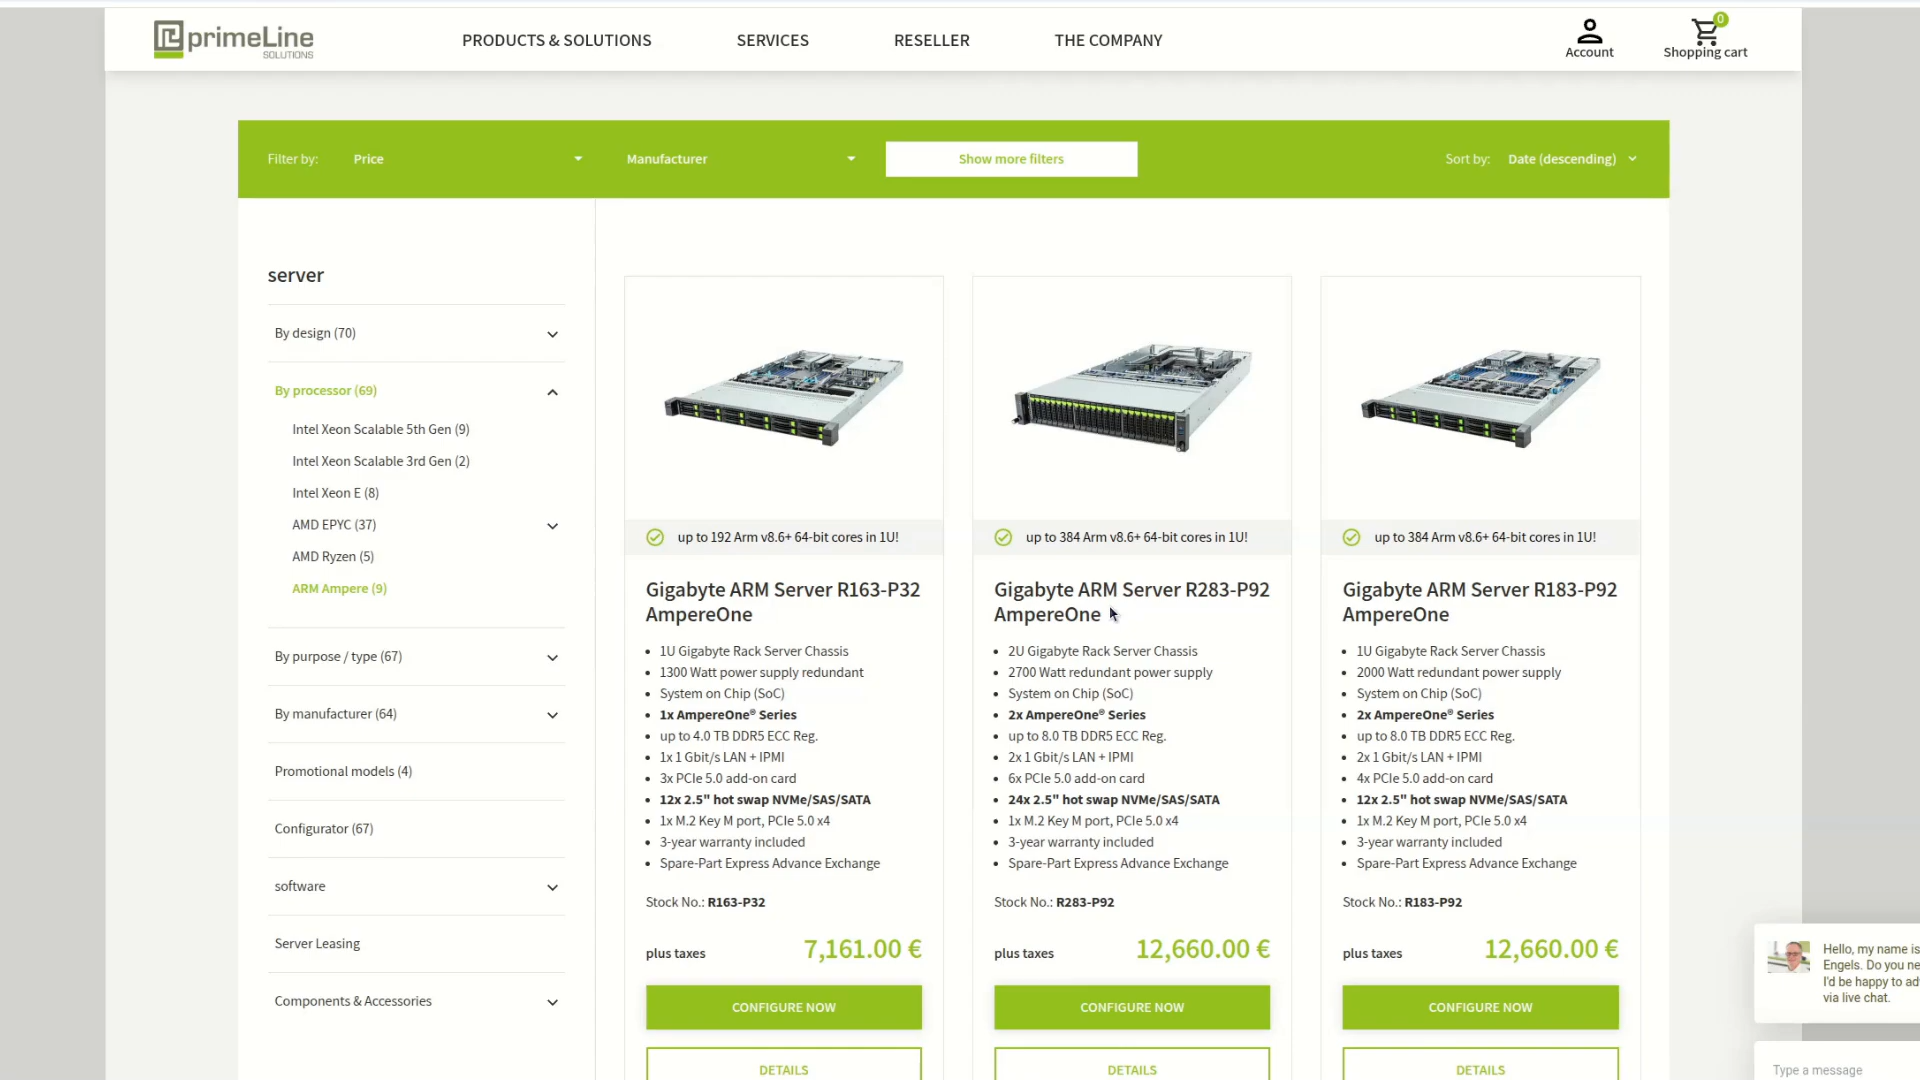 primeLine
SOLUTIONS
PRODUCTS & SOLUTIONS
SERVICES
RESELLER
THE COMPANY
Account
0
Shopping cart
Filter by:
Price
Manufacturer
Show more filters
Sort by:
Date (descending)
server
By design (70)
By processor (69)
Intel Xeon Scalable 5th Gen (9)
Intel Xeon Scalable 3rd Gen (2)
Intel Xeon E (8)
AMD EPYC (37)
AMD Ryzen (5)
ARM Ampere (9)
By purpose / type (67)
By manufacturer (64)
Promotional models (4)
Configurator (67)
software
Server Leasing
Components & Accessories
up to 192 Arm v8.6+ 64-bit cores in 1U!
Gigabyte ARM Server R163-P32
AmpereOne
• 1U Gigabyte Rack Server Chassis
• 1300 Watt power supply redundant
• System on Chip (SoC)
• 1x AmpereOne® Series
• up to 4.0 TB DDR5 ECC Reg.
• 1x 1 Gbit/s LAN + IPMI
• 3x PCIe 5.0 add-on card
• 12x 2.5" hot swap NVMe/SAS/SATA
• 1x M.2 Key M port, PCIe 5.0 x4
• 3-year warranty included
• Spare-Part Express Advance Exchange
Stock No.: R163-P32
plus taxes
7,161.00 €
CONFIGURE NOW
DETAILS
up to 384 Arm v8.6+ 64-bit cores in 1U!
Gigabyte ARM Server R283-P92
AmpereOne
• 2U Gigabyte Rack Server Chassis
• 2700 Watt redundant power supply
• System on Chip (SoC)
• 2x AmpereOne® Series
• up to 8.0 TB DDR5 ECC Reg.
• 2x 1 Gbit/s LAN + IPMI
• 6x PCIe 5.0 add-on card
• 24x 2.5" hot swap NVMe/SAS/SATA
• 1x M.2 Key M port, PCIe 5.0 x4
• 3-year warranty included
• Spare-Part Express Advance Exchange
Stock No.: R283-P92
plus taxes
12,660.00 €
CONFIGURE NOW
DETAILS
up to 384 Arm v8.6+ 64-bit cores in 1U!
Gigabyte ARM Server R183-P92
AmpereOne
• 1U Gigabyte Rack Server Chassis
• 2000 Watt redundant power supply
• System on Chip (SoC)
• 2x AmpereOne® Series
• up to 8.0 TB DDR5 ECC Reg.
• 2x 1 Gbit/s LAN + IPMI
• 4x PCIe 5.0 add-on card
• 12x 2.5" hot swap NVMe/SAS/SATA
• 1x M.2 Key M port, PCIe 5.0 x4
• 3-year warranty included
• Spare-Part Express Advance Exchange
Stock No.: R183-P92
plus taxes
12,660.00 €
CONFIGURE NOW
DETAILS
Hello, my name is
Engels. Do you ne
I'd be happy to ad
via live chat.
Type a message